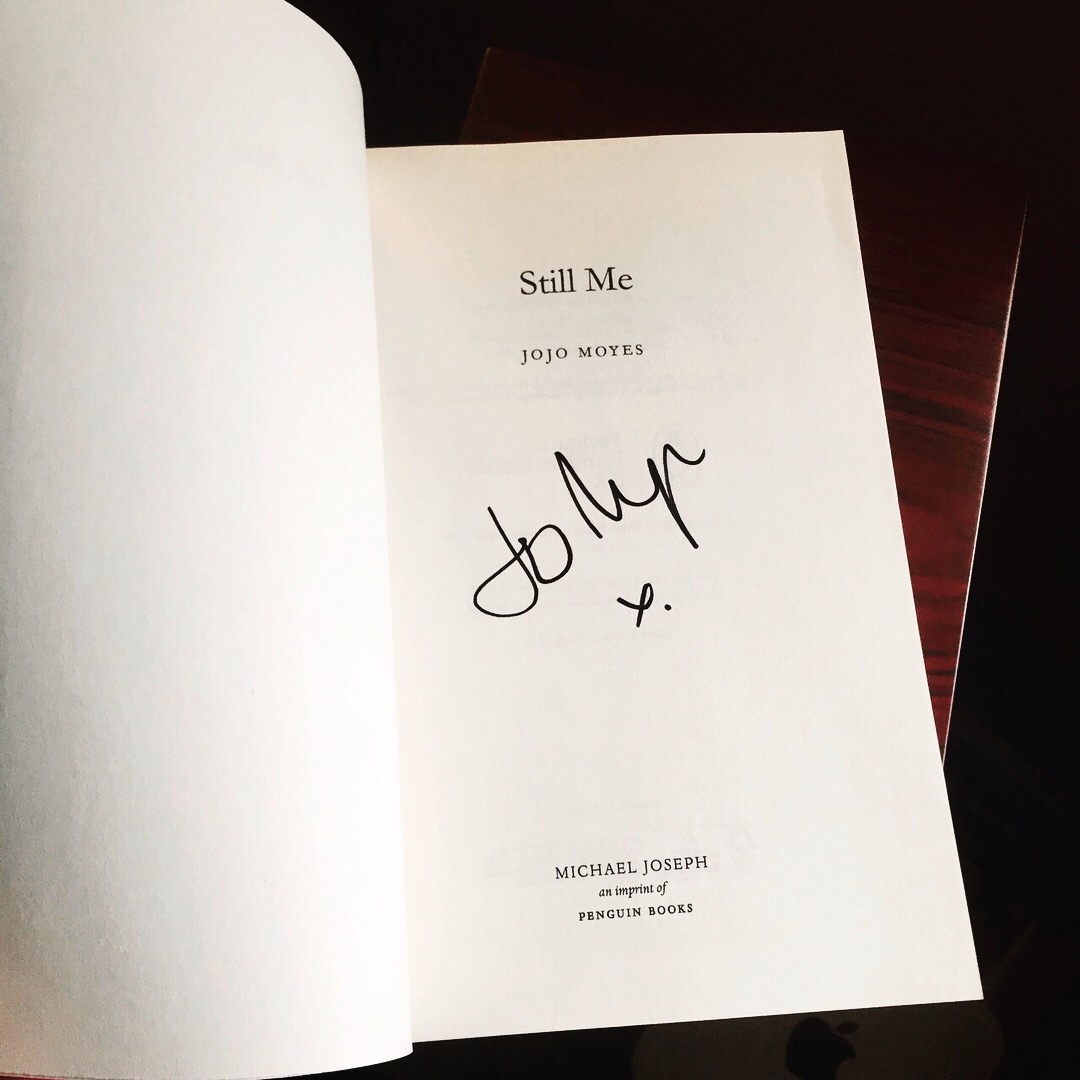 Still Me
JOJO MOYES
x.
MICHAEL JOSEPH
an imprint of
PENGUIN BOOKS